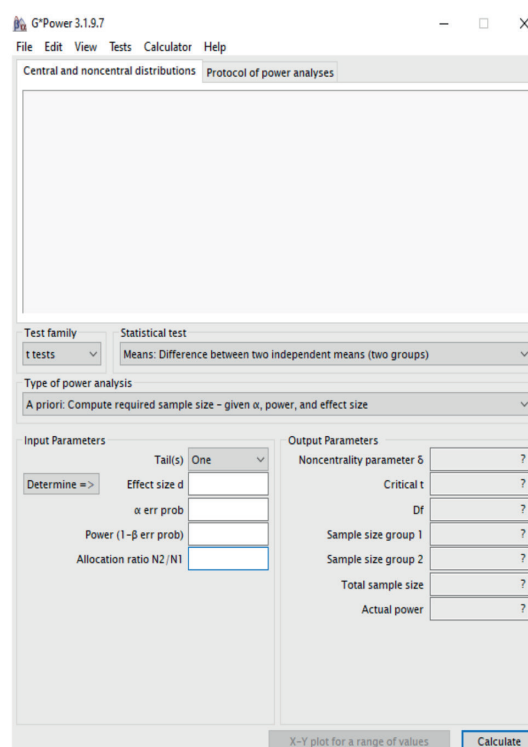 G*Power 3.1.9.7
File Edit View Tests Calculator Help
Central and noncentral distributions Protocol of power analyses
Test family Statistical test
t tests Means: Difference between two independent means (two groups)
Type of power analysis
A priori: Compute required sample size - given α, power, and effect size
Input Parameters Output Parameters
Tail(s) One Noncentrality parameter δ ?
Determine => Effect size d Critical t ?
α err prob Df ?
Power (1-β err prob) Sample size group 1 ?
Allocation ratio N2/N1 Sample size group 2 ?
Total sample size ?
Actual power ?
X-Y plot for a range of values Calculate